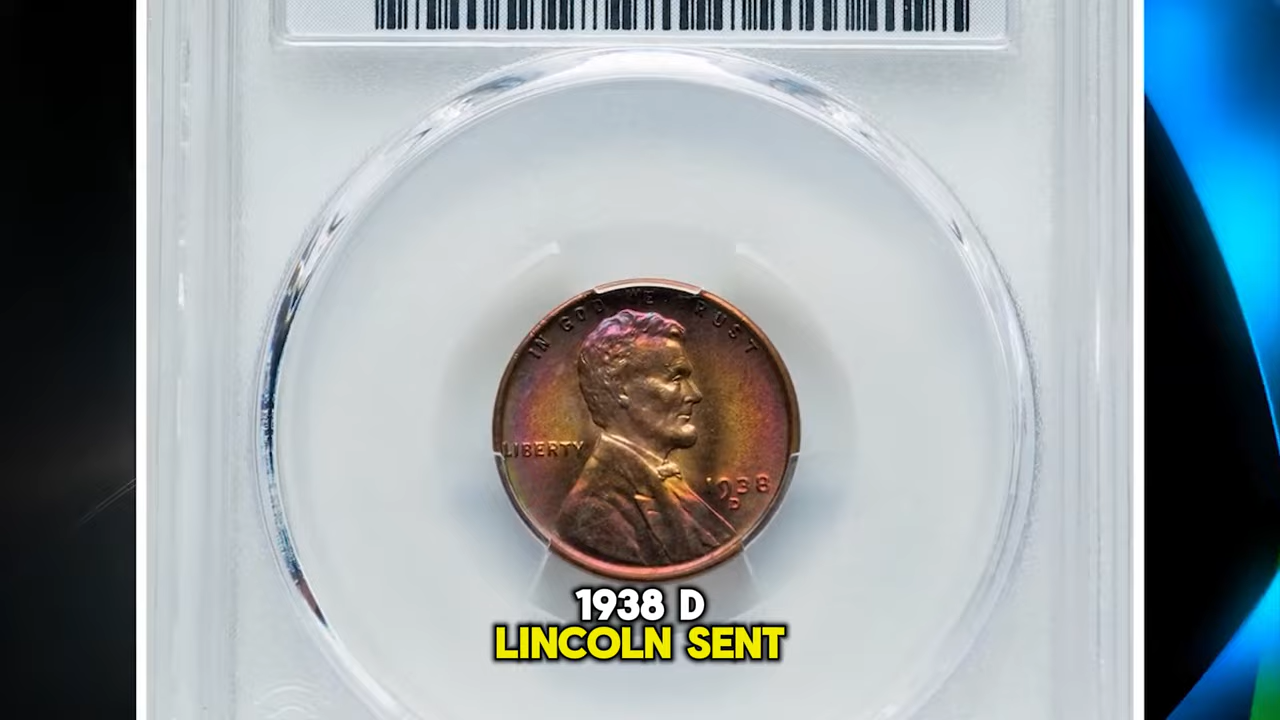 IN GOD WE TRUST
LIBERTY
1938
D
1938 D
LINCOLN SENT